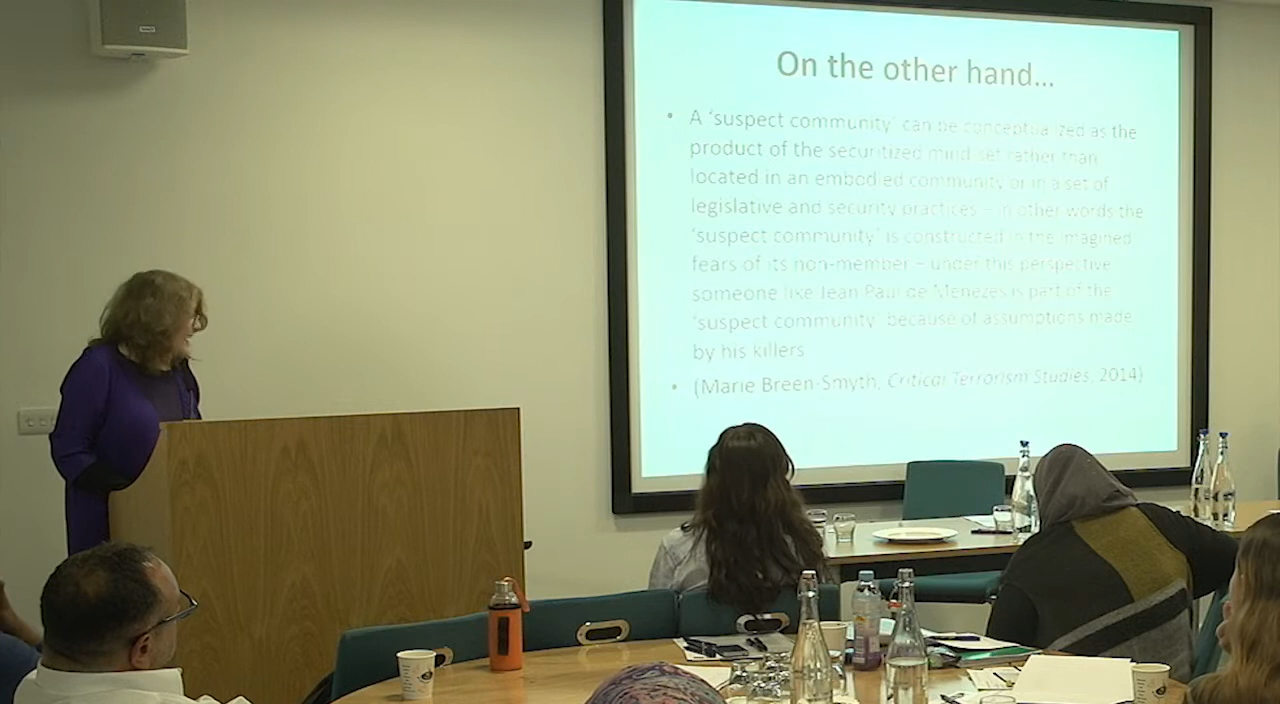 On the other hand...
• A 'suspect community' can be conceptualized as the
product of the securitized mind-set rather than
located in an embodied community or in a set of
legislative and security practices – in other words the
'suspect community' is constructed in the imagined
fears of its non-member – under this perspective
someone like Jean Paul de Menezes is part of the
'suspect community' because of assumptions made
by his killers
• (Marie Breen-Smyth, Critical Terrorism Studies, 2014)